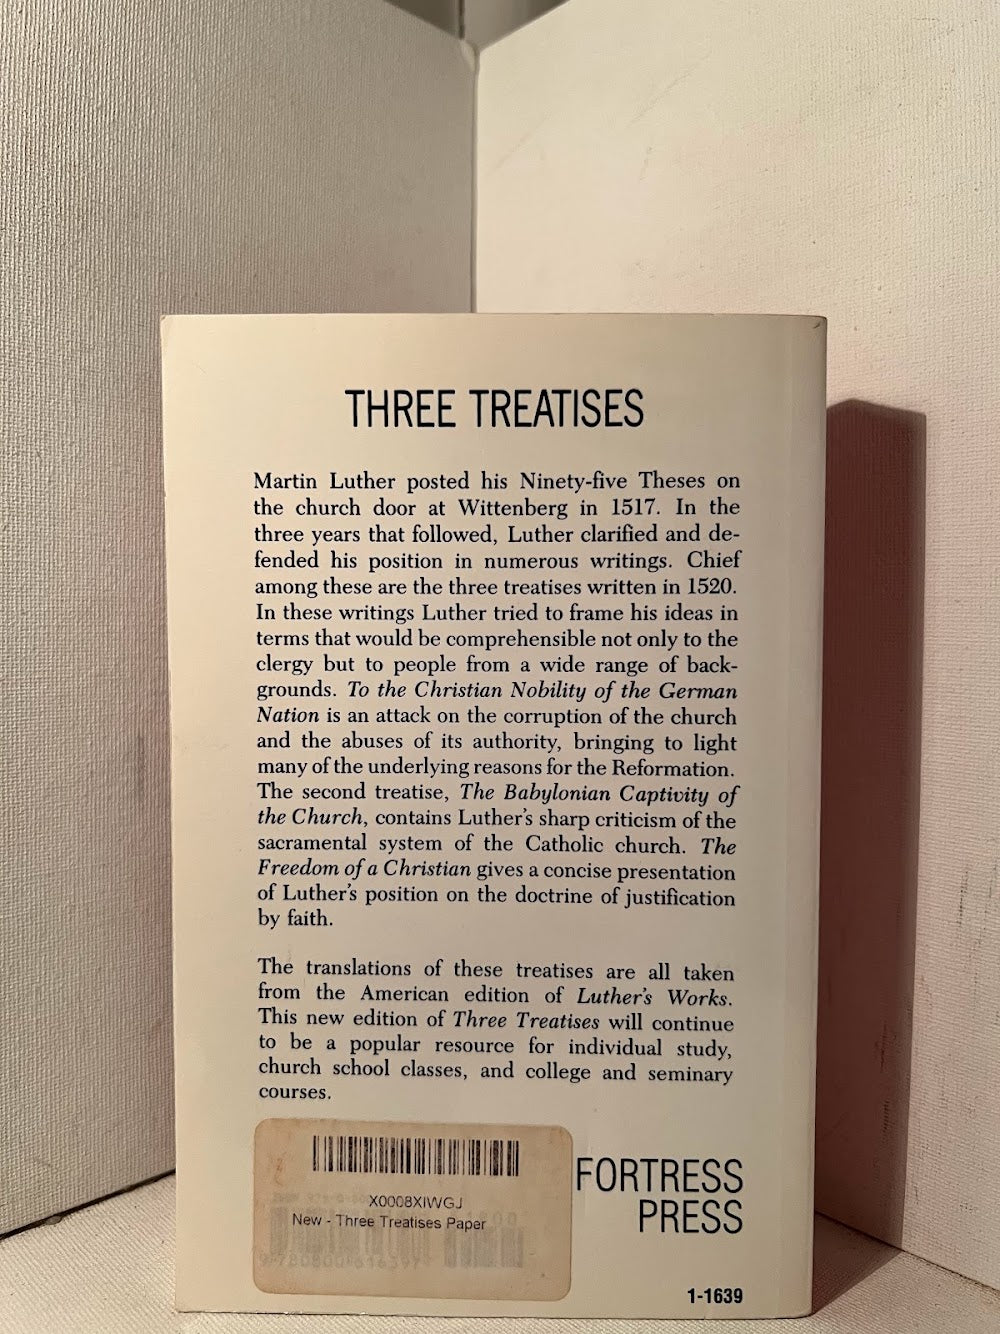 THREE TREATISES
Martin Luther posted his Ninety-five Theses on
the church door at Wittenberg in 1517. In the
three years that followed, Luther clarified and de-
fended his position in numerous writings. Chief
among these are the three treatises written in 1520.
In these writings Luther tried to frame his ideas in
terms that would be comprehensible not only to the
clergy but to people from a wide range of back-
grounds. To the Christian Nobility of the German
Nation is an attack on the corruption of the church
and the abuses of its authority, bringing to light
many of the underlying reasons for the Reformation.
The second treatise, The Babylonian Captivity of
the Church, contains Luther's sharp criticism of the
sacramental system of the Catholic church. The
Freedom of a Christian gives a concise presentation
of Luther's position on the doctrine of justification
by faith.
The translations of these treatises are all taken
from the American edition of Luther's Works.
This new edition of Three Treatises will continue
to be a popular resource for individual study,
church school classes, and college and seminary
courses.
X0008XIWGJ
New - Three Treatises Paper
FORTRESS
PRESS
1-1639